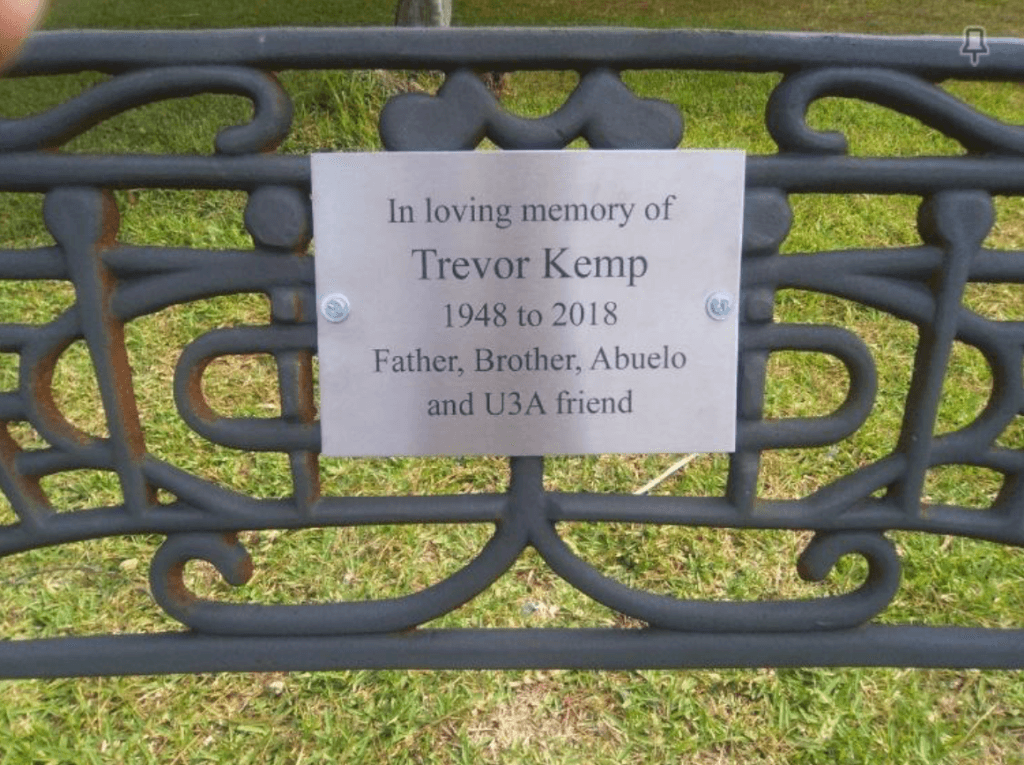 In loving memory of
Trevor Kemp
1948 to 2018
Father, Brother, Abuelo
and U3A friend